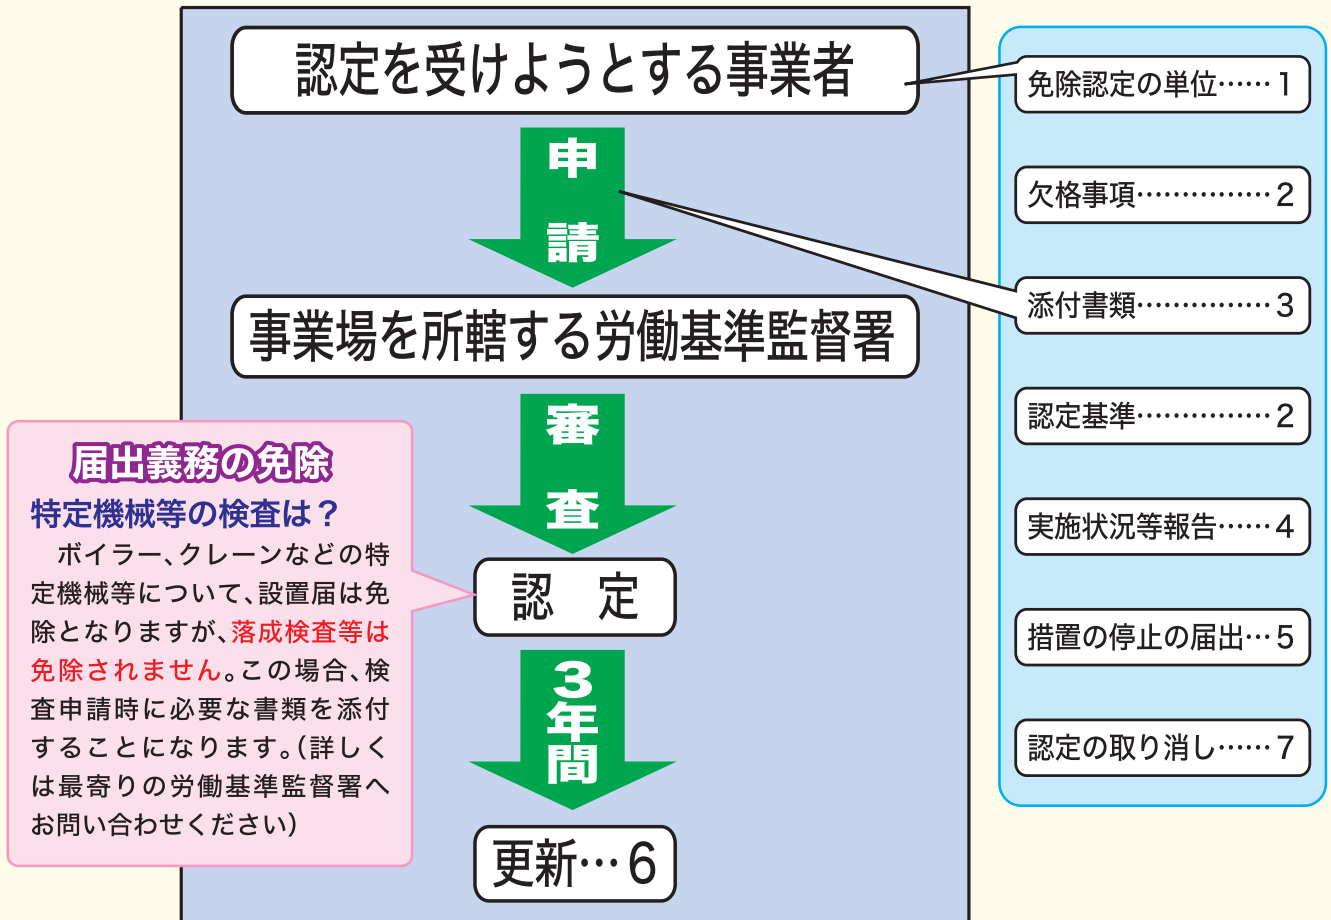 認定を受けようとする事業者
申請
事業場を所轄する労働基準監督署
審査
認　定
3年間
更新…6
届出義務の免除
特定機械等の検査は？
　ボイラー、クレーンなどの特
定機械等について、設置届は免
除となりますが、落成検査等は
免除されません。この場合、検
査申請時に必要な書類を添付
することになります。（詳しく
は最寄りの労働基準監督署へ
お問い合わせください）
免除認定の単位……1
欠格事項……………2
添付書類……………3
認定基準……………2
実施状況等報告……4
措置の停止の届出…5
認定の取り消し……7